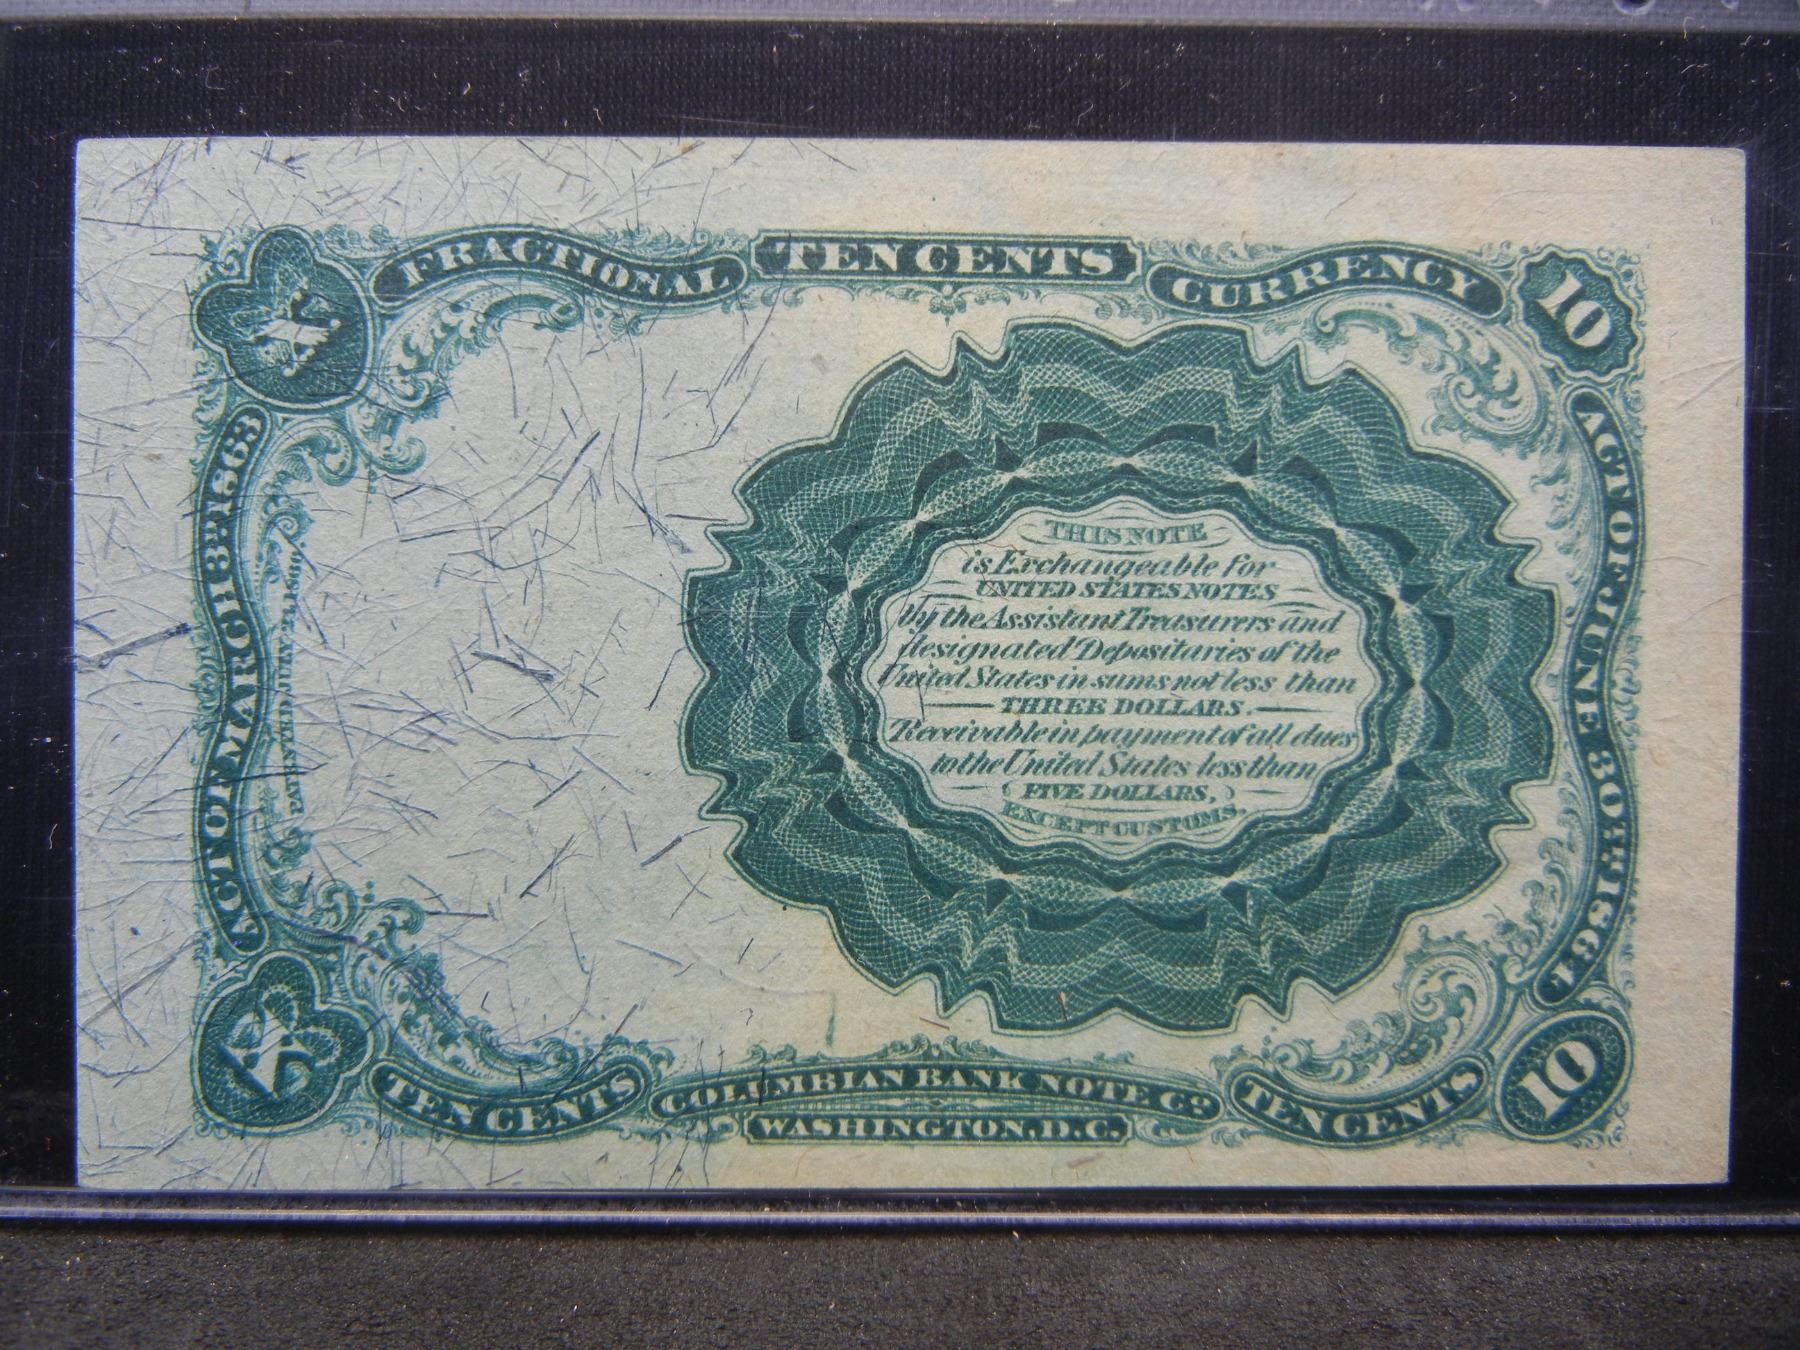 FRACTIONAL TEN CENTS CURRENCY
X
10
ACT OF MARCH 3RD 1863
ACT OF JUNE 30TH 1864
THIS NOTE
is Exchangeable for
UNITED STATES NOTES
by the Assistant Treasurers and
designated Depositaries of the
United States in sums not less than
THREE DOLLARS.
Receivable in payment of all dues
to the United States less than
FIVE DOLLARS,
EXCEPT CUSTOMS.
X
10
TEN CENTS COLUMBIAN BANK NOTE CO. TEN CENTS
WASHINGTON, D.C.